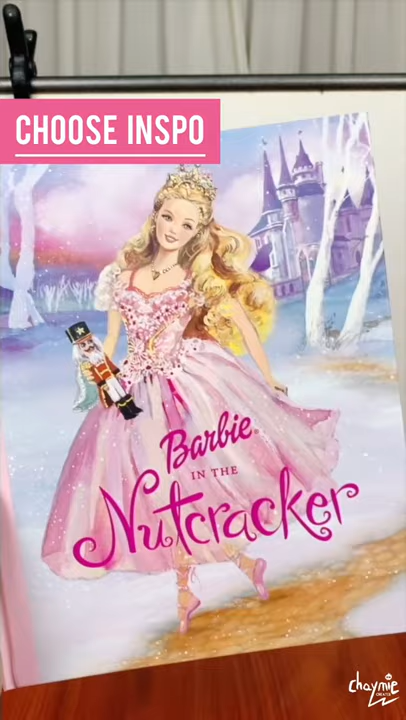 CHOOSE INSPO
Barbie
IN THE
Nutcracker
chaymie